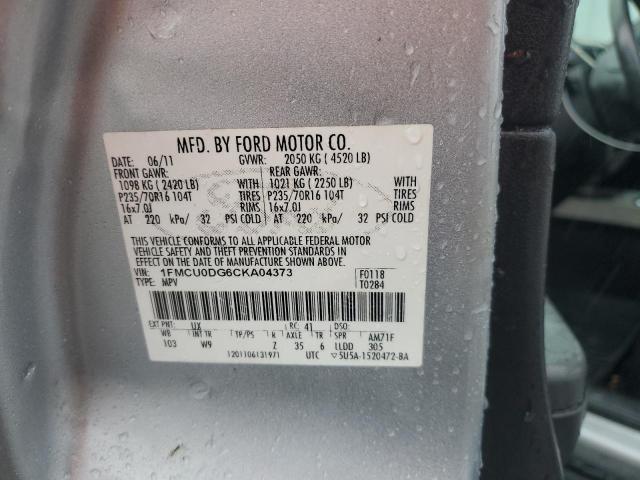 MFD. BY FORD MOTOR CO.
DATE: 06/11 GVWR: 2050 KG ( 4520 LB)
FRONT GAWR: REAR GAWR:
1098 KG ( 2420 LB) WITH 1021 KG ( 2250 LB) WITH
P235/70R16 104T TIRES P235/70R16 104T TIRES
16x7.0J RIMS 16x7.0J RIMS
AT 220 kPa/ 32 PSI COLD AT 220 kPa/ 32 PSI COLD
THIS VEHICLE CONFORMS TO ALL APPLICABLE FEDERAL MOTOR
VEHICLE SAFETY AND THEFT PREVENTION STANDARDS IN
EFFECT ON THE DATE OF MANUFACTURE SHOWN ABOVE.
VIN: 1FMCU0DG6CKA04373 F0118
TYPE: MPV T0284
EXT PNT: UX RC: 41 DSO:
WB INT TR TP/PS R AXLE TR SPR AM71F
103 W9 Z 35 6 LLDD 305
1201106131971 UTC ▽5U5A-1520472-BA